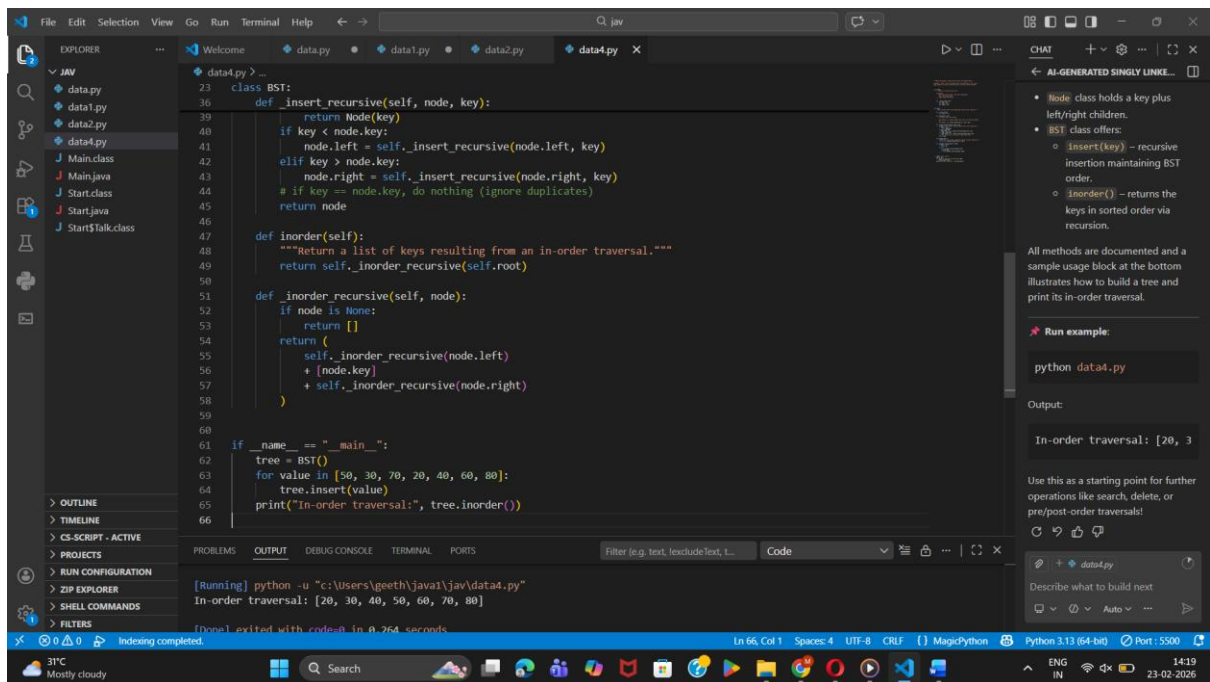 File Edit Selection View Go Run Terminal Help
jav
EXPLORER
JAV
data.py
data1.py
data2.py
data4.py
Main.class
Main.java
Start.class
Start.java
Start$Talk.class
OUTLINE
TIMELINE
CS-SCRIPT - ACTIVE
PROJECTS
RUN CONFIGURATION
ZIP EXPLORER
SHELL COMMANDS
FILTERS
Welcome data.py data1.py data2.py data4.py
data4.py > ...
23 class BST:
36 def _insert_recursive(self, node, key):
39 return Node(key)
40 if key < node.key:
41 node.left = self._insert_recursive(node.left, key)
42 elif key > node.key:
43 node.right = self._insert_recursive(node.right, key)
44 # if key == node.key, do nothing (ignore duplicates)
45 return node
46
47 def inorder(self):
48 """Return a list of keys resulting from an in-order traversal."""
49 return self._inorder_recursive(self.root)
50
51 def _inorder_recursive(self, node):
52 if node is None:
53 return []
54 return (
55 self._inorder_recursive(node.left)
56 + [node.key]
57 + self._inorder_recursive(node.right)
58 )
59
60
61 if __name__ == "__main__":
62 tree = BST()
63 for value in [50, 30, 70, 20, 40, 60, 80]:
64 tree.insert(value)
65 print("In-order traversal:", tree.inorder())
66
PROBLEMS OUTPUT DEBUG CONSOLE TERMINAL PORTS
Filter (e.g. text, !excludeText, t...
Code
[Running] python -u "c:\Users\geeth\java1\jav\data4.py"
In-order traversal: [20, 30, 40, 50, 60, 70, 80]
[Done] exited with code=0 in 0.264 seconds
CHAT
AI-GENERATED SINGLY LINKE...
• Node class holds a key plus
left/right children.
• BST class offers:
insert(key) – recursive
insertion maintaining BST
order.
inorder() – returns the
keys in sorted order via
recursion.
All methods are documented and a
sample usage block at the bottom
illustrates how to build a tree and
print its in-order traversal.
Run example:
python data4.py
Output:
In-order traversal: [20, 3
Use this as a starting point for further
operations like search, delete, or
pre/post-order traversals!
data4.py
Describe what to build next
Auto
0 0 Indexing completed.
Ln 66, Col 1 Spaces: 4 UTF-8 CRLF {} MagicPython Python 3.13 (64-bit) Port : 5500
31°C
Mostly cloudy
Search
ENG
IN
14:19
23-02-2026